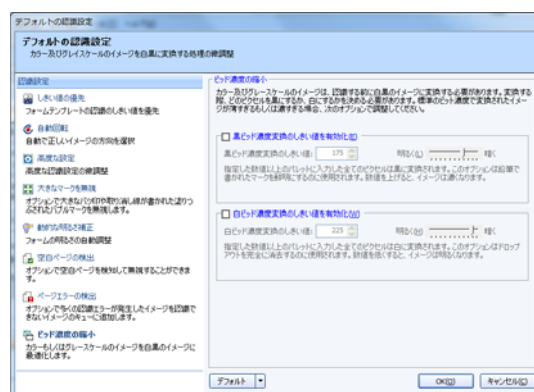 デフォルトの認識設定
デフォルトの認識設定
カラー及びグレイスケールのイメージを白黒に変換する処理の微調整
認識設定
しきい値の優先
フォームテンプレートの認識のしきい値を優先
自動回転
自動で正しいイメージの方向を選択
高度な設定
高度な認識設定の微調整
大きなマークを無視
オプションで大きなバツ印や取り消し線が書かれた塗りつ
ぶされたバブルマークを無視します。
動的な明るさ補正
フォームの明るさの自動調整
空白ページの検出
オプションで空白ページを検知して無視することができま
す。
ページエラーの検出
オプションで多くの認識エラーが発生したイメージを認識で
きないイメージのキューに追加します。
ビッド濃度の縮小
カラーもしくはグレースケールのイメージを白黒のイメージに
最適化します。
ビッド濃度の縮小
カラー及びグレースケールのイメージは、認識する前に白黒のイメージに変換する必要があります。変換する
際、どのピクセルを黒にするか、白にするかを決める必要があります。標準のビット濃度で変換されたイメー
ジが薄すぎるもしくは濃すぎる場合、次のオプションで調整してください。
黒ビッド濃度変換のしきい値を有効化(E)
黒ビッド濃度変換のしきい値: 175 明るく(L) 暗く
指定した数値以下のパレットに入力した全てのピクセルは黒に変換されます。このオプションは鉛筆で
書かれたマークを鮮明にするのに使用されます。数値を上げると、イメージは濃くなります。
白ビッド濃度変換のしきい値を有効化(W)
白ビッド濃度変換のしきい値: 225 明るく(H) 暗く
指定した数値以上のパレットに入力した全てのピクセルは白に変換されます。このオプションはドロップ
アウトを完全に消去するのに使用されます。数値を低くすると、イメージは明るくなります。
デフォルト OK(O) キャンセル(C)